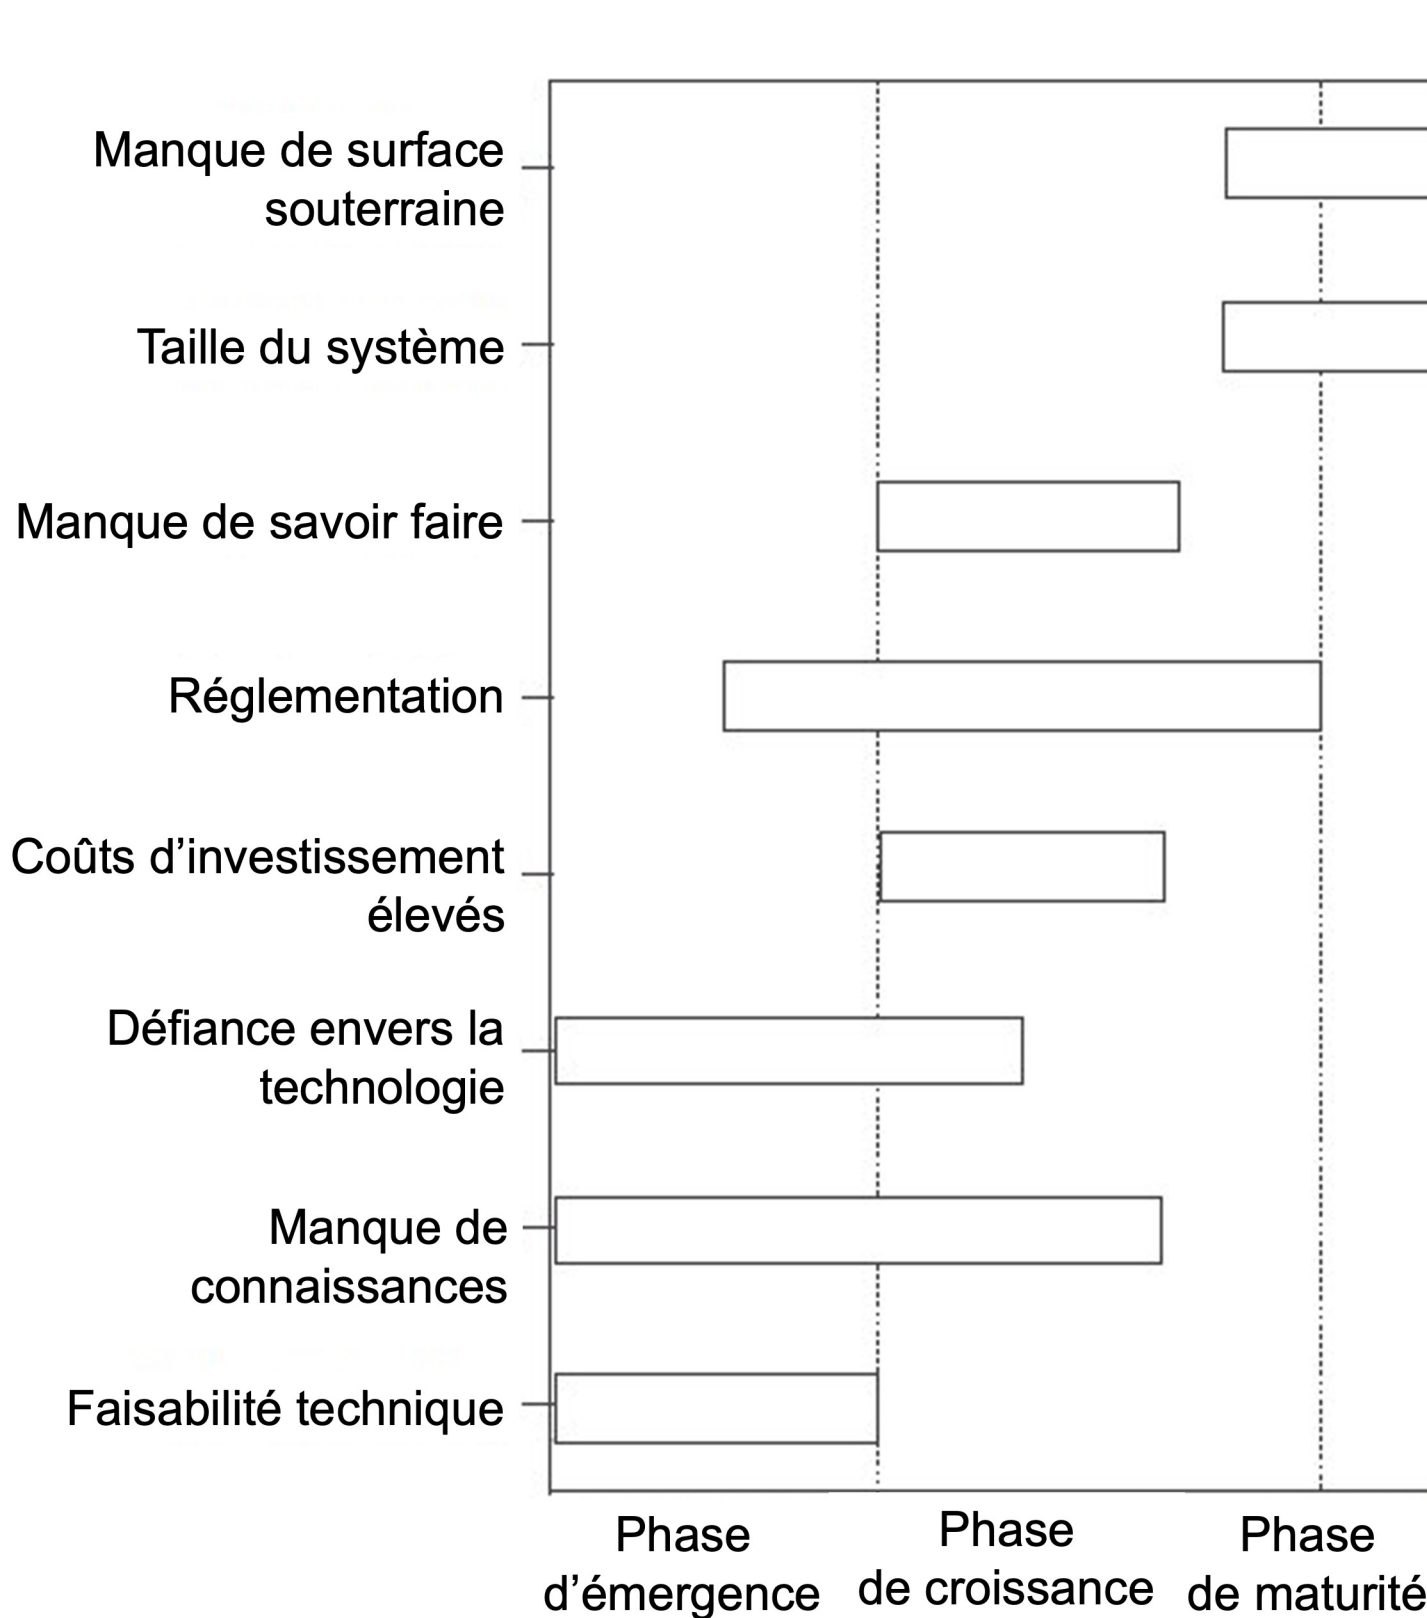 Manque de surface
souterraine
Taille du système
Manque de savoir faire
Réglementation
Coûts d’investissement
élevés
Défiance envers la
technologie
Manque de
connaissances
Faisabilité technique
Phase
d’émergence
Phase
de croissance
Phase
de maturité